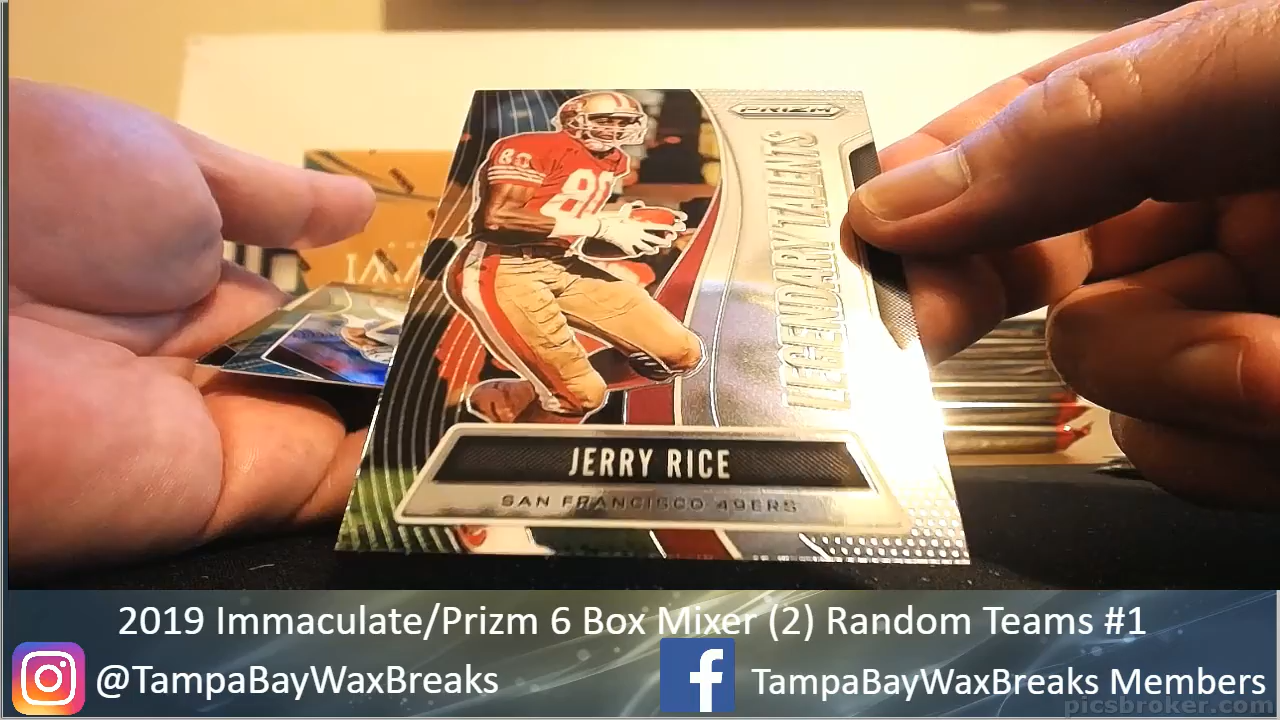 PRIZM
LEGENDARY TALENTS
80
80
JERRY RICE
SAN FRANCISCO 49ERS
2019 Immaculate/Prizm 6 Box Mixer (2) Random Teams #1
@TampaBayWaxBreaks
TampaBayWaxBreaks Members
picsbroker.com